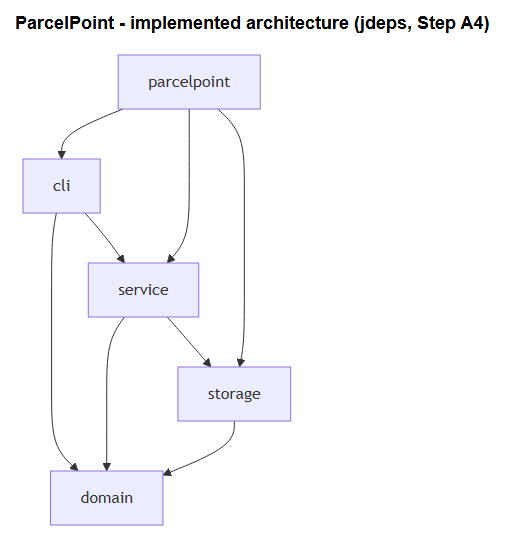 ParcelPoint - implemented architecture (jdeps, Step A4)
parcelpoint
cli
service
storage
domain